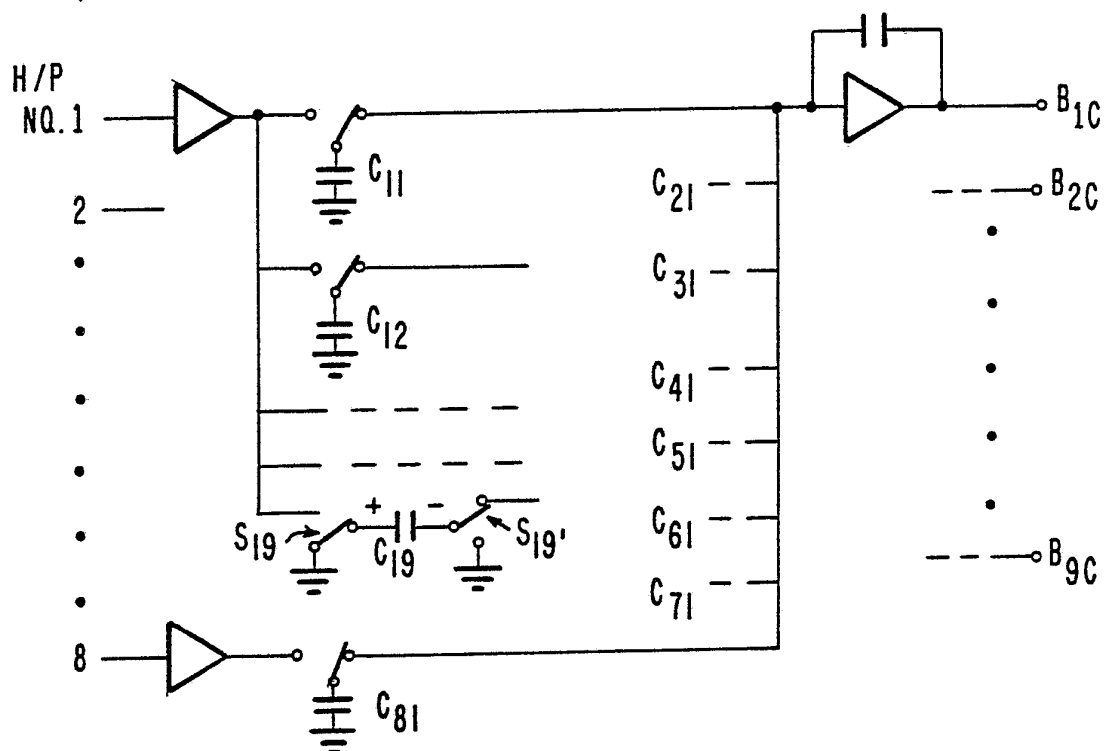 H/P
NO.1
B1C
C11
C21
2
B2C
C31
C12
C41
C51
+ -
S19
C19
S19'
C61
B9C
C71
8
C81